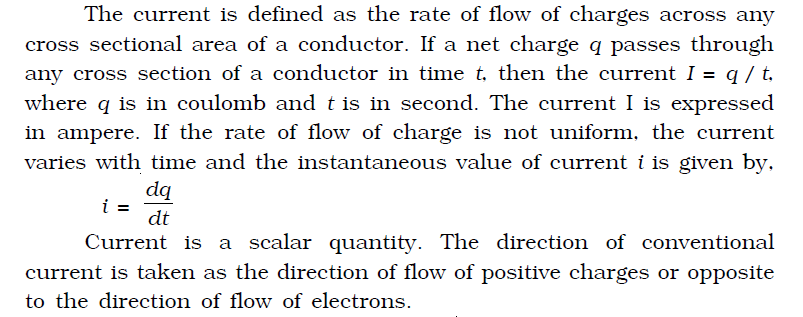 The current is defined as the rate of flow of charges across any
cross sectional area of a conductor. If a net charge q passes through
any cross section of a conductor in time t, then the current I = q / t,
where q is in coulomb and t is in second. The current I is expressed
in ampere. If the rate of flow of charge is not uniform, the current
varies with time and the instantaneous value of current i is given by,
i = dq
dt
Current is a scalar quantity. The direction of conventional
current is taken as the direction of flow of positive charges or opposite
to the direction of flow of electrons.